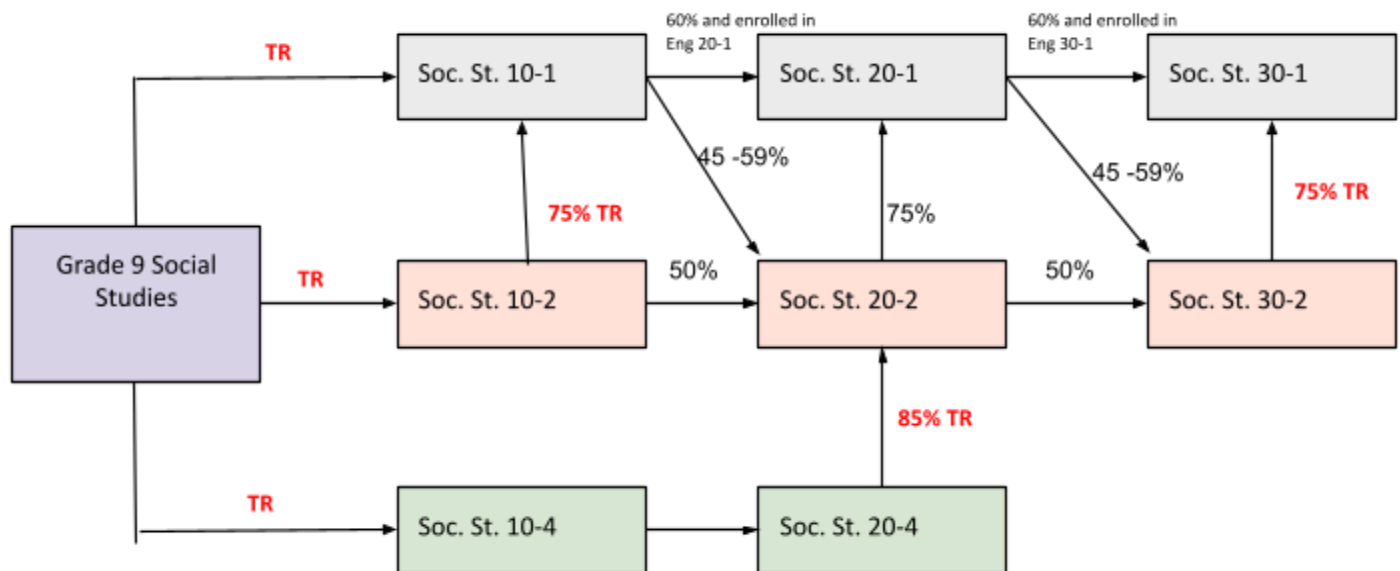 60% and enrolled in
Eng 20-1
60% and enrolled in
Eng 30-1
TR
Soc. St. 10-1
Soc. St. 20-1
Soc. St. 30-1
45 -59%
45 -59%
75% TR
75%
75% TR
Grade 9 Social
Studies
TR
50%
50%
Soc. St. 10-2
Soc. St. 20-2
Soc. St. 30-2
85% TR
TR
Soc. St. 10-4
Soc. St. 20-4